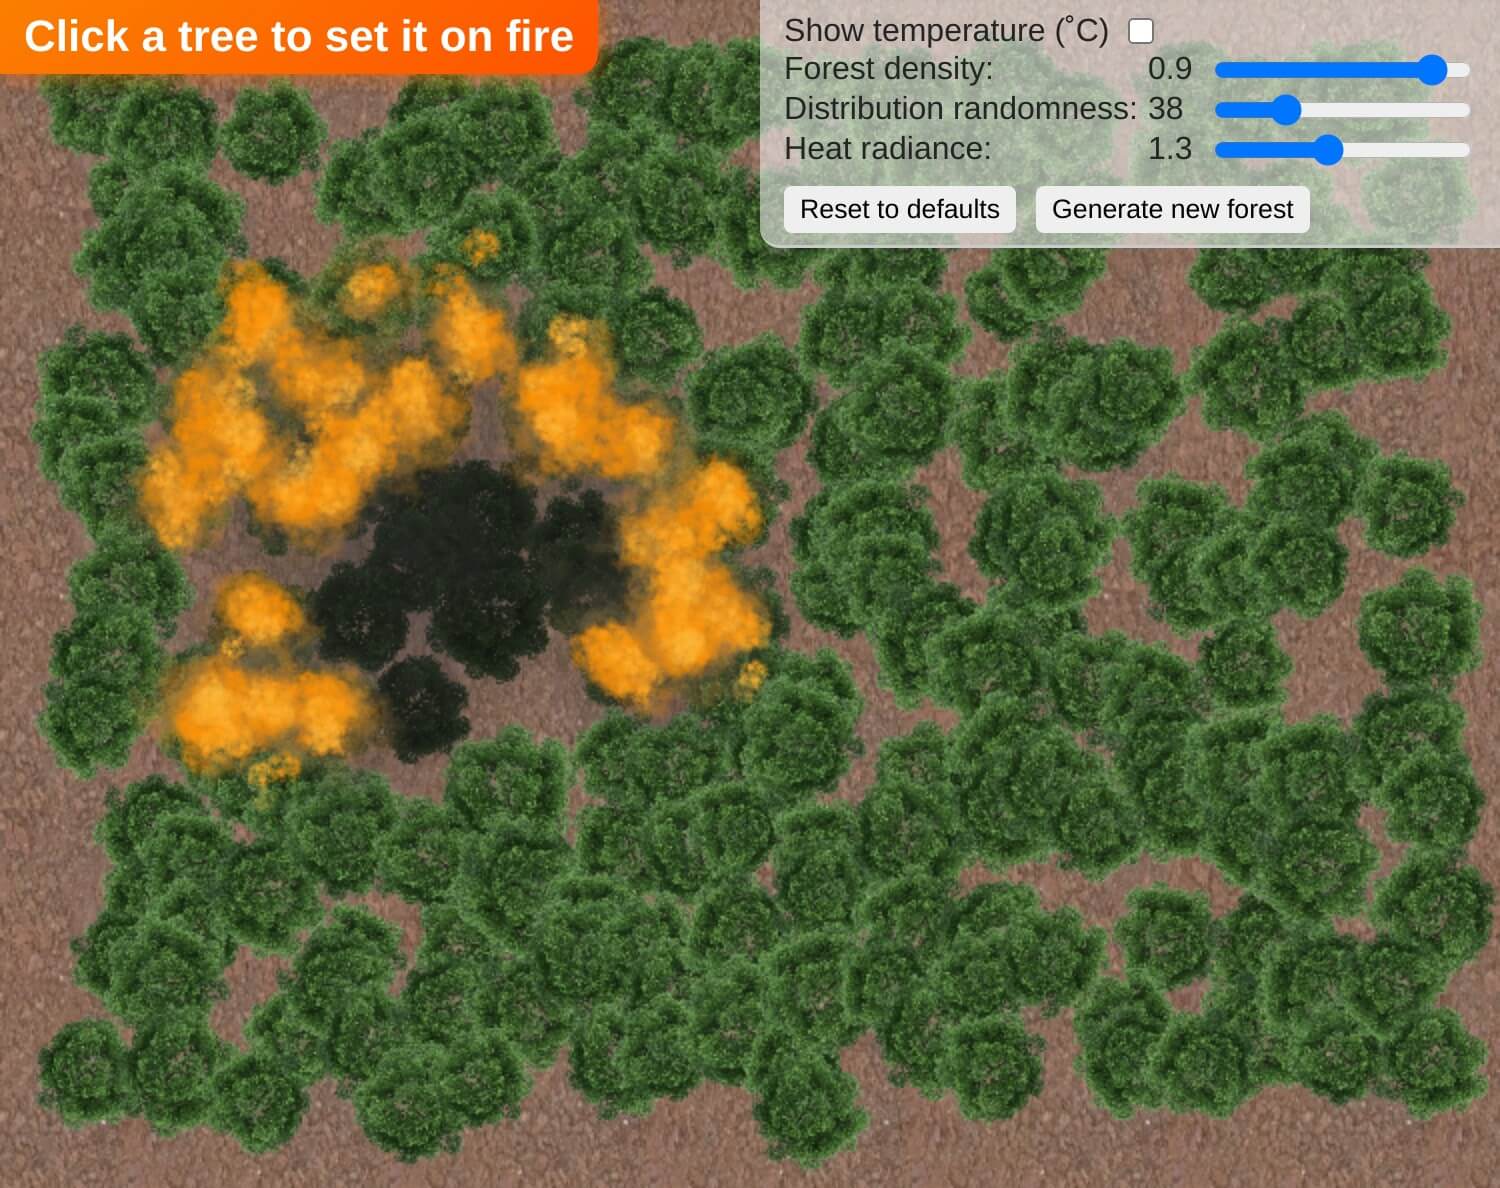 Click a tree to set it on fire
Show temperature (˚C)
Forest density: 0.9
Distribution randomness: 38
Heat radiance: 1.3
Reset to defaults Generate new forest